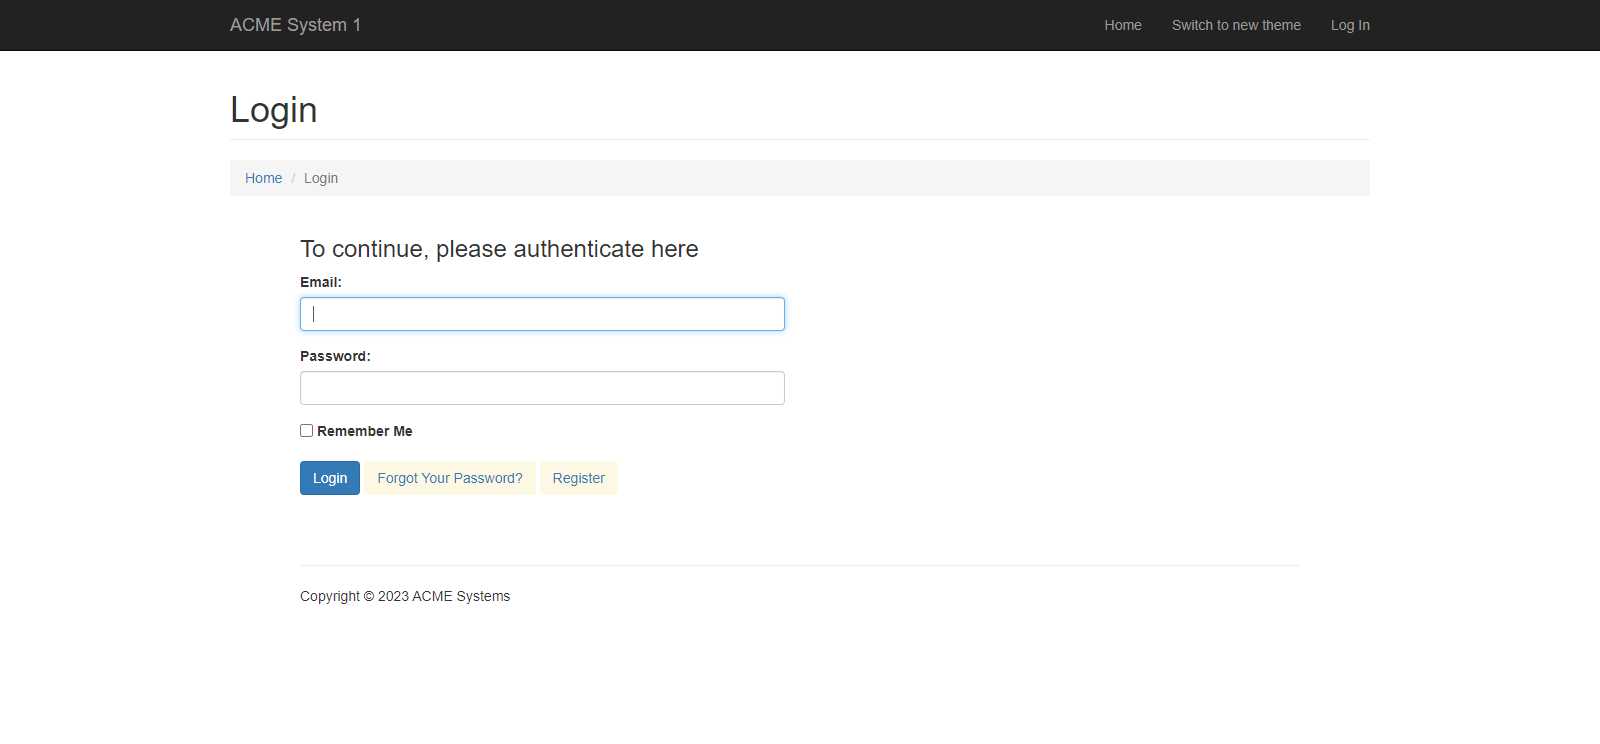 ACME System 1 Home Switch to new theme Log In
Login
Home / Login
To continue, please authenticate here
Email:
Password:
Remember Me
Login Forgot Your Password? Register
Copyright © 2023 ACME Systems